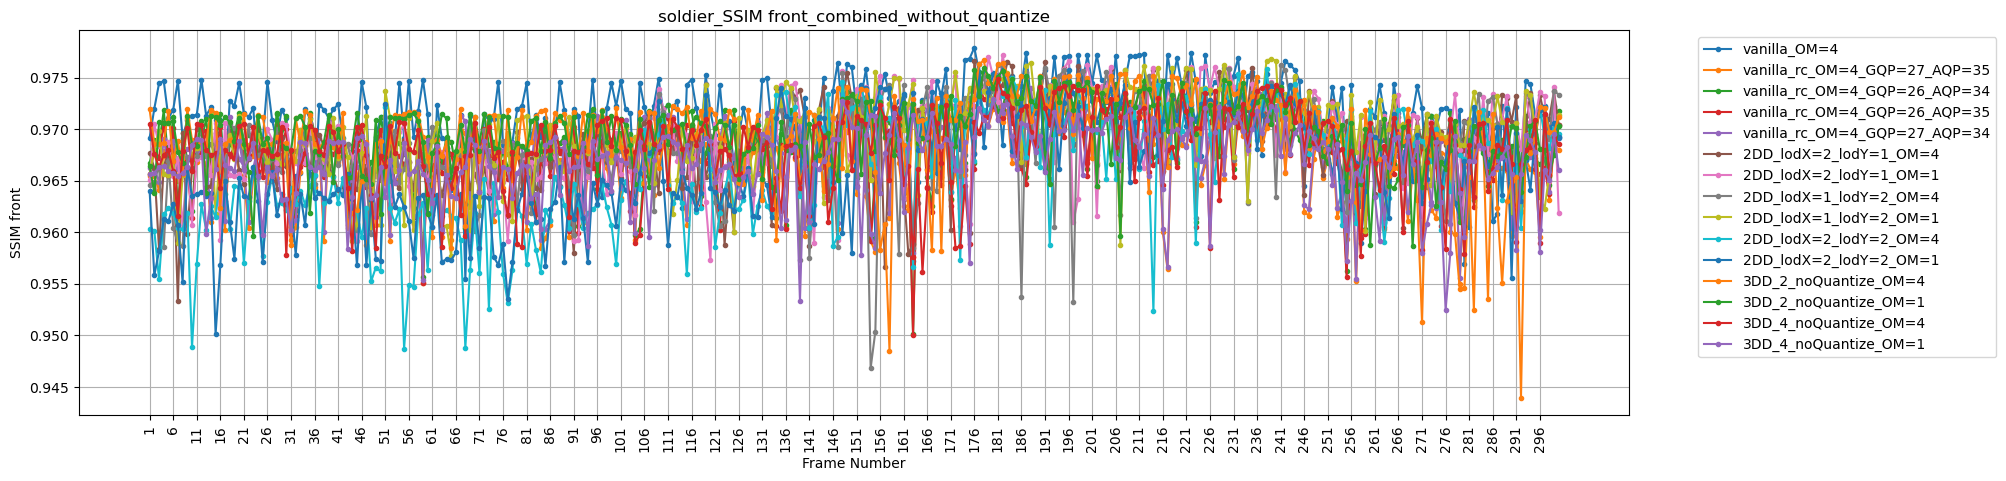 soldier_SSIM front_combined_without_quantize
SSIM front
0.975
0.970
0.965
0.960
0.955
0.950
0.945
1 6 11 16 21 26 31 36 41 46 51 56 61 66 71 76 81 86 91 96 101 106 111 116 121 126 131 136 141 146 151 156 161 166 171 176 181 186 191 196 201 206 211 216 221 226 231 236 241 246 251 256 261 266 271 276 281 286 291 296
Frame Number
vanilla_OM=4
vanilla_rc_OM=4_GQP=27_AQP=35
vanilla_rc_OM=4_GQP=26_AQP=34
vanilla_rc_OM=4_GQP=26_AQP=35
vanilla_rc_OM=4_GQP=27_AQP=34
2DD_lodX=2_lodY=1_OM=4
2DD_lodX=2_lodY=1_OM=1
2DD_lodX=1_lodY=2_OM=4
2DD_lodX=1_lodY=2_OM=1
2DD_lodX=2_lodY=2_OM=4
2DD_lodX=2_lodY=2_OM=1
3DD_2_noQuantize_OM=4
3DD_2_noQuantize_OM=1
3DD_4_noQuantize_OM=4
3DD_4_noQuantize_OM=1